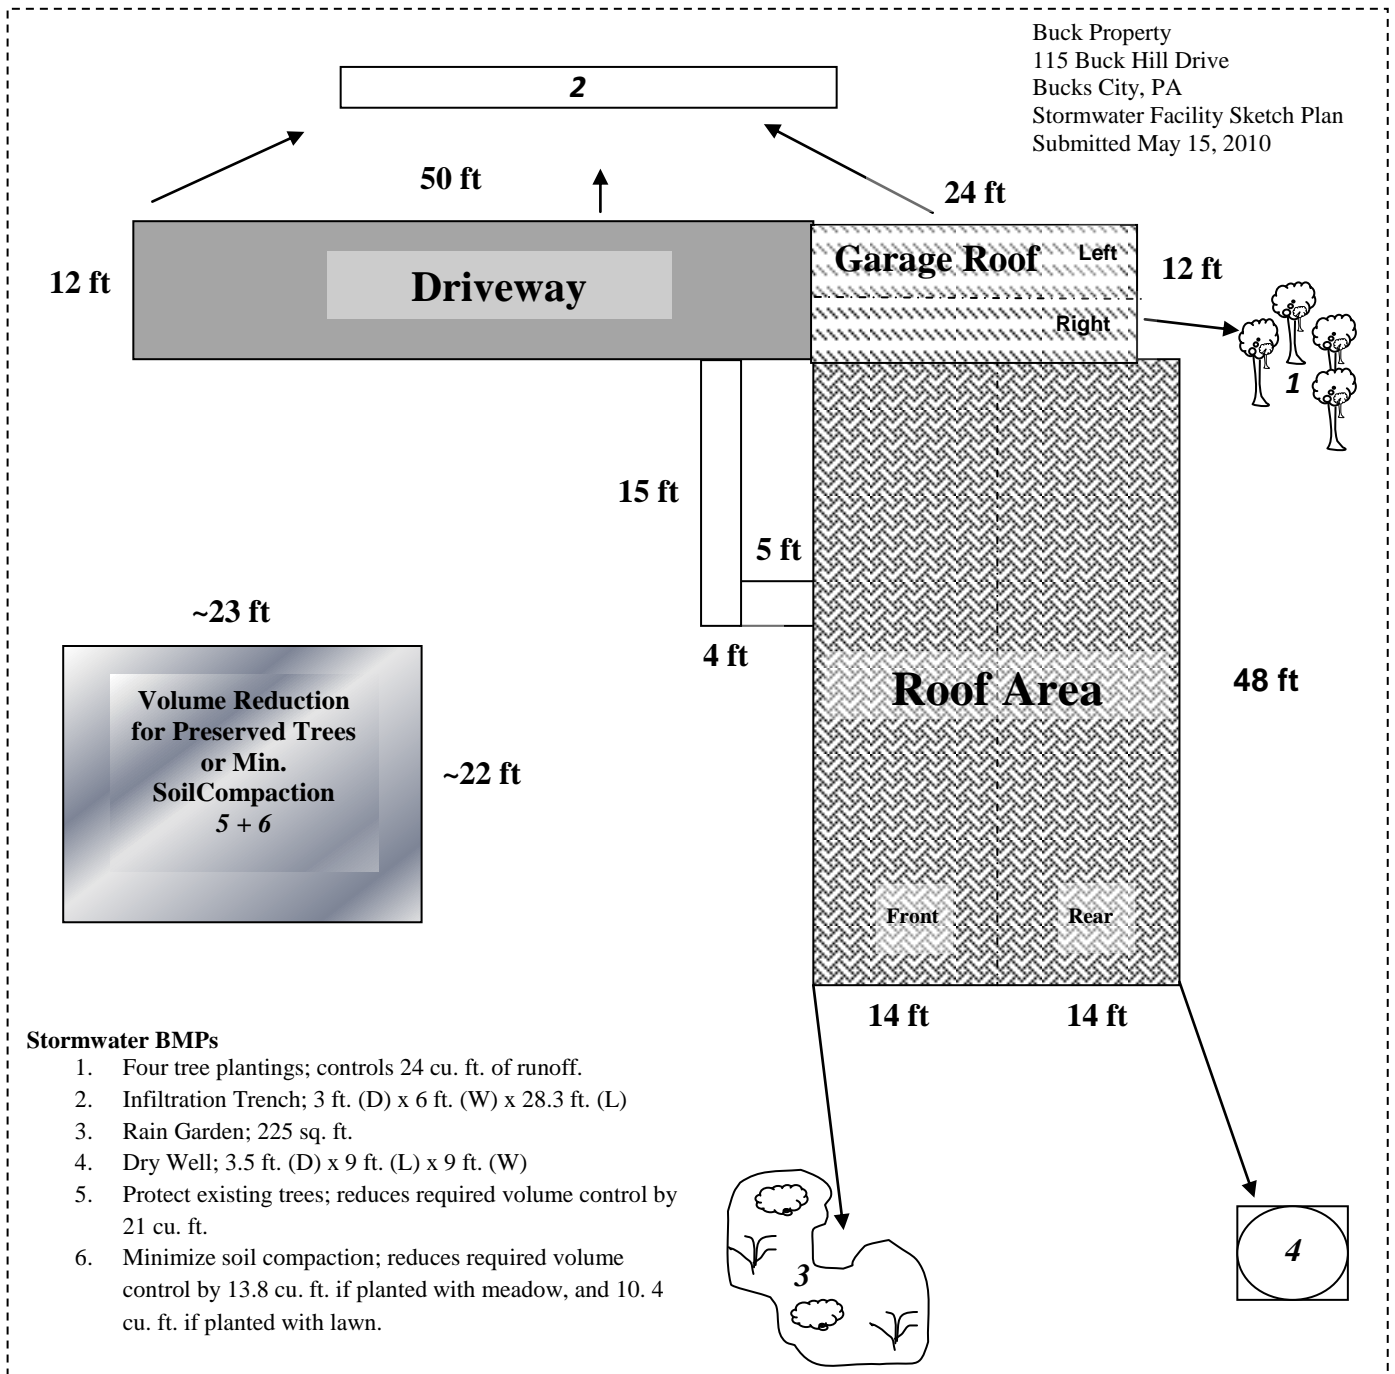 Buck Property
115 Buck Hill Drive
Bucks City, PA
Stormwater Facility Sketch Plan
Submitted May 15, 2010
2
50 ft
24 ft
12 ft
Driveway
Garage Roof
Left
Right
12 ft
1
15 ft
5 ft
4 ft
~23 ft
Volume Reduction
for Preserved Trees
or Min.
SoilCompaction
5 + 6
~22 ft
Roof Area
48 ft
Front
Rear
14 ft
14 ft
Stormwater BMPs
1. Four tree plantings; controls 24 cu. ft. of runoff.
2. Infiltration Trench; 3 ft. (D) x 6 ft. (W) x 28.3 ft. (L)
3. Rain Garden; 225 sq. ft.
4. Dry Well; 3.5 ft. (D) x 9 ft. (L) x 9 ft. (W)
5. Protect existing trees; reduces required volume control by
21 cu. ft.
6. Minimize soil compaction; reduces required volume
control by 13.8 cu. ft. if planted with meadow, and 10. 4
cu. ft. if planted with lawn.
3
4